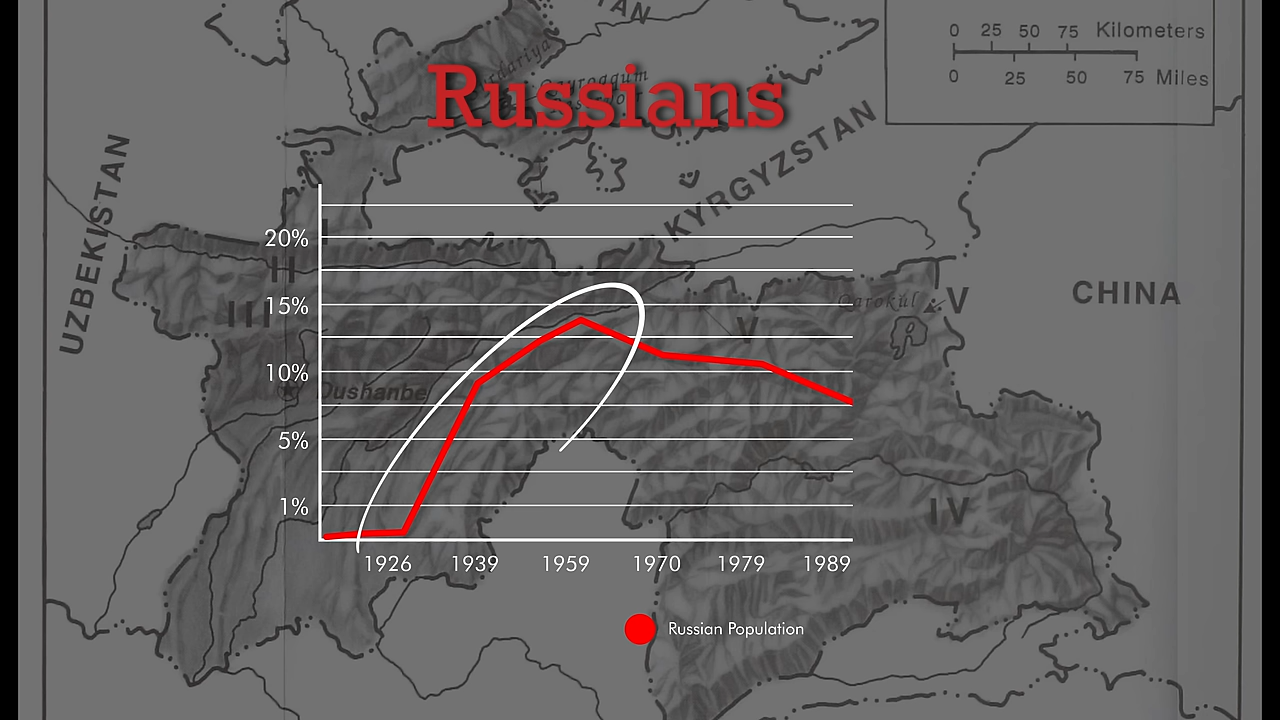 TAN
0 25 50 75 Kilometers
0 25 50 75 Miles
Russians
KYRGYZSTAN
UZBEKISTAN
CHINA
I
II
III
V
V
IV
Dushanbe
20%
15%
10%
5%
1%
1926 1939 1959 1970 1979 1989
Russian Population